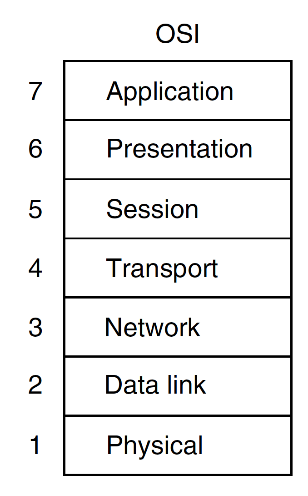 OSI
7 Application
6 Presentation
5 Session
4 Transport
3 Network
2 Data link
1 Physical